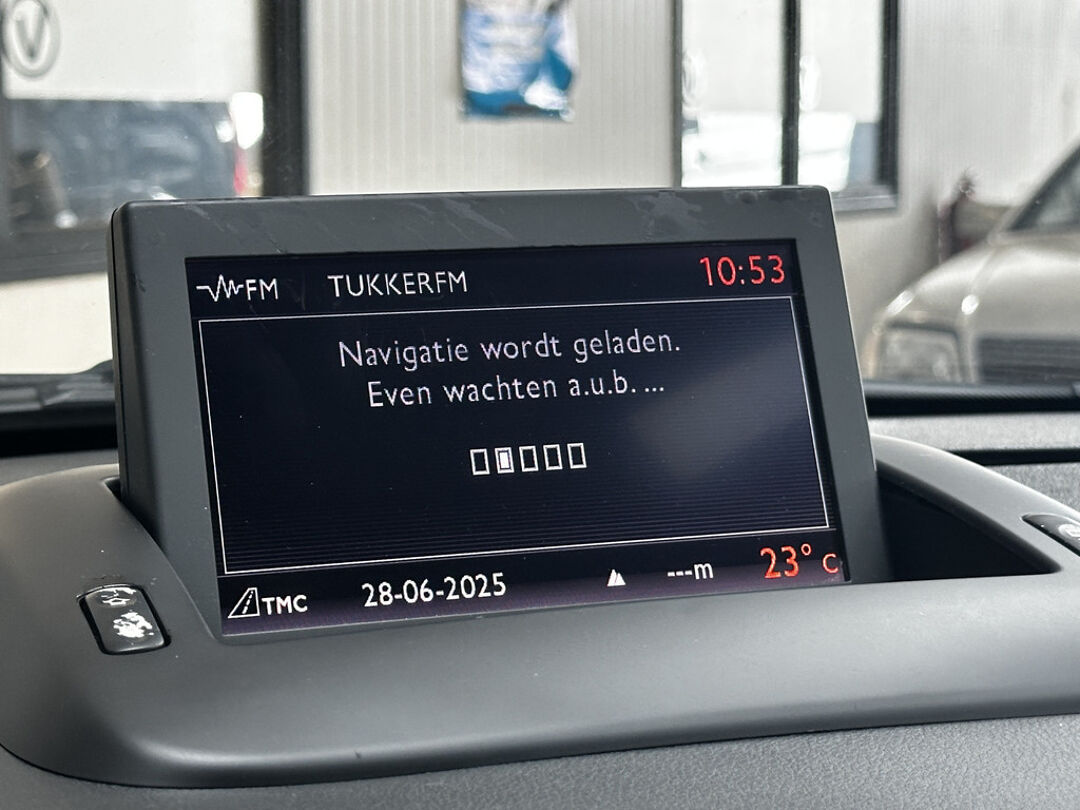 FM TUKKERFM 10:53
Navigatie wordt geladen.
Even wachten a.u.b. ...
TMC 28-06-2025 ---m 23° C